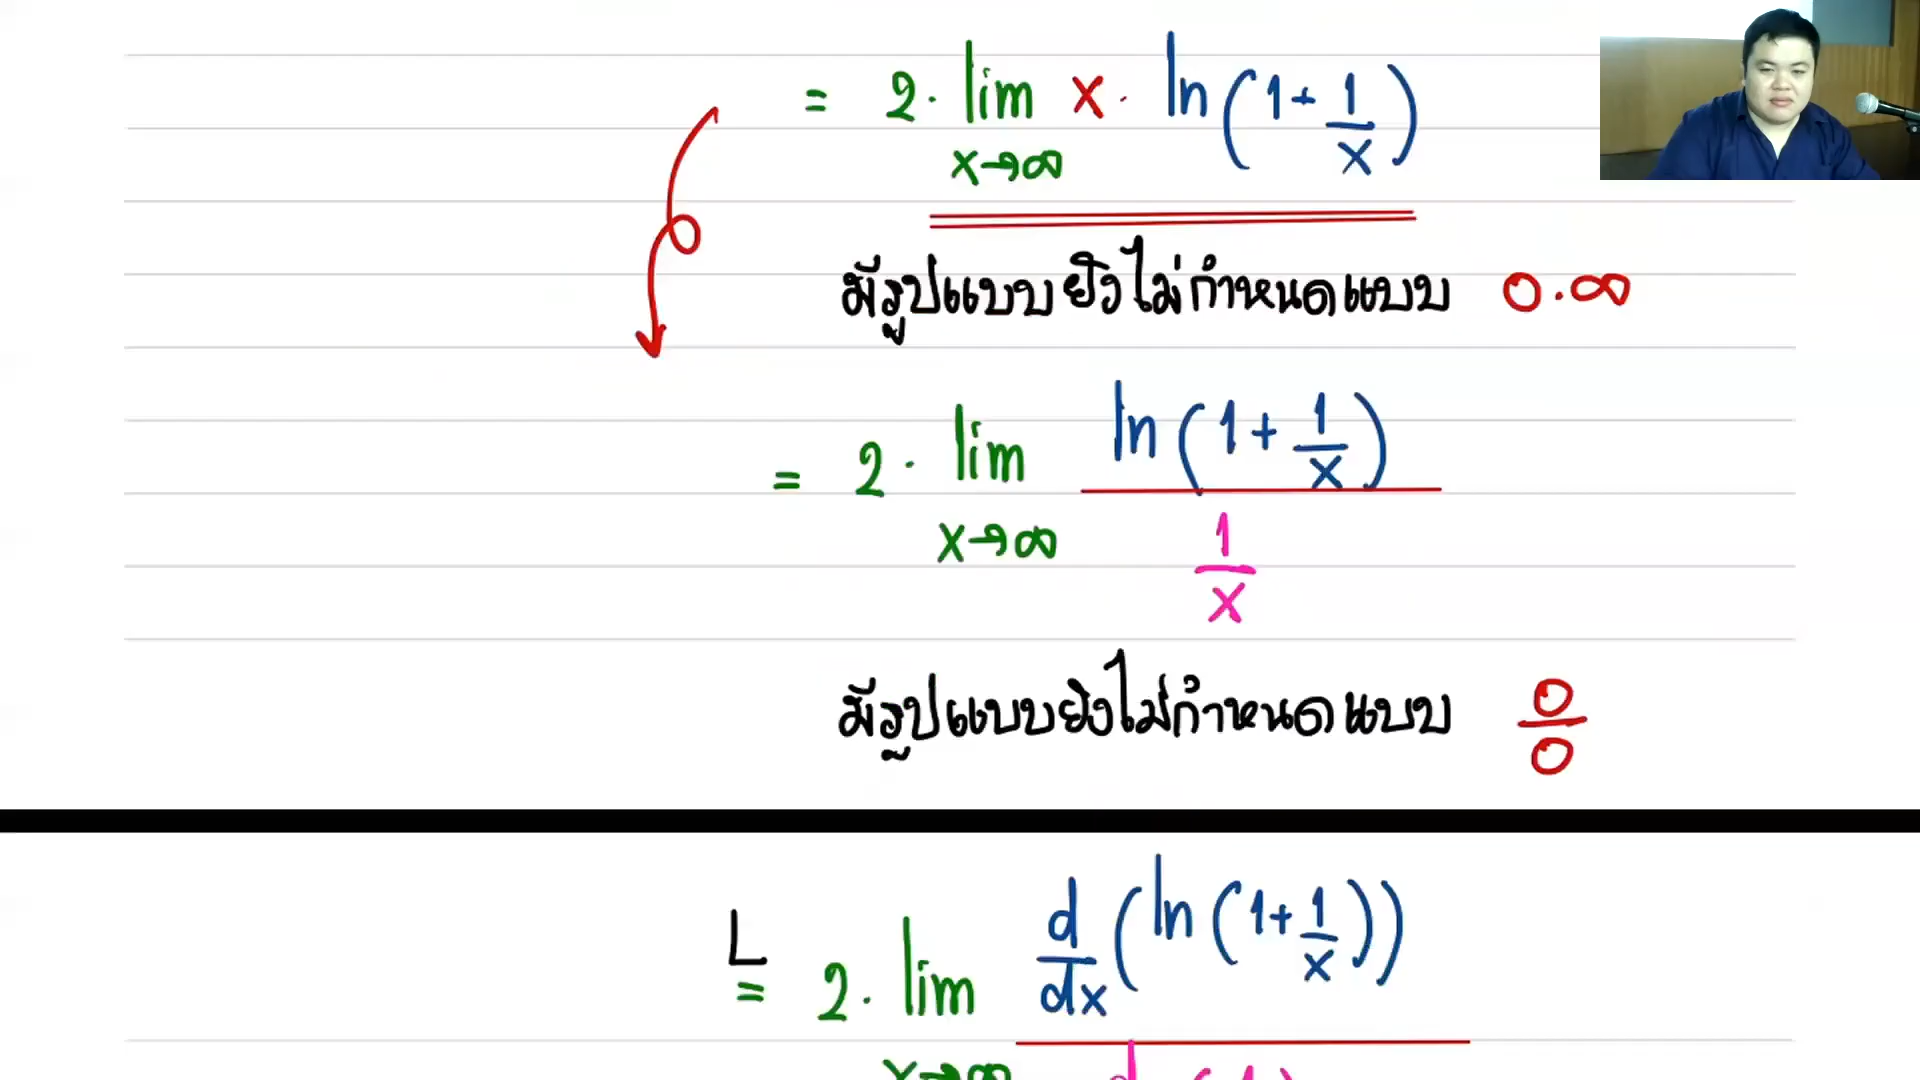 = 2 · lim x · ln(1 + 1/x)
x→∞
มีรูปแบบยังไม่กำหนดแบบ 0·∞
= 2 · lim ln(1 + 1/x) / (1/x)
x→∞
มีรูปแบบยังไม่กำหนดแบบ 0/0
L
= 2 · lim d/dx (ln(1 + 1/x))
x→∞